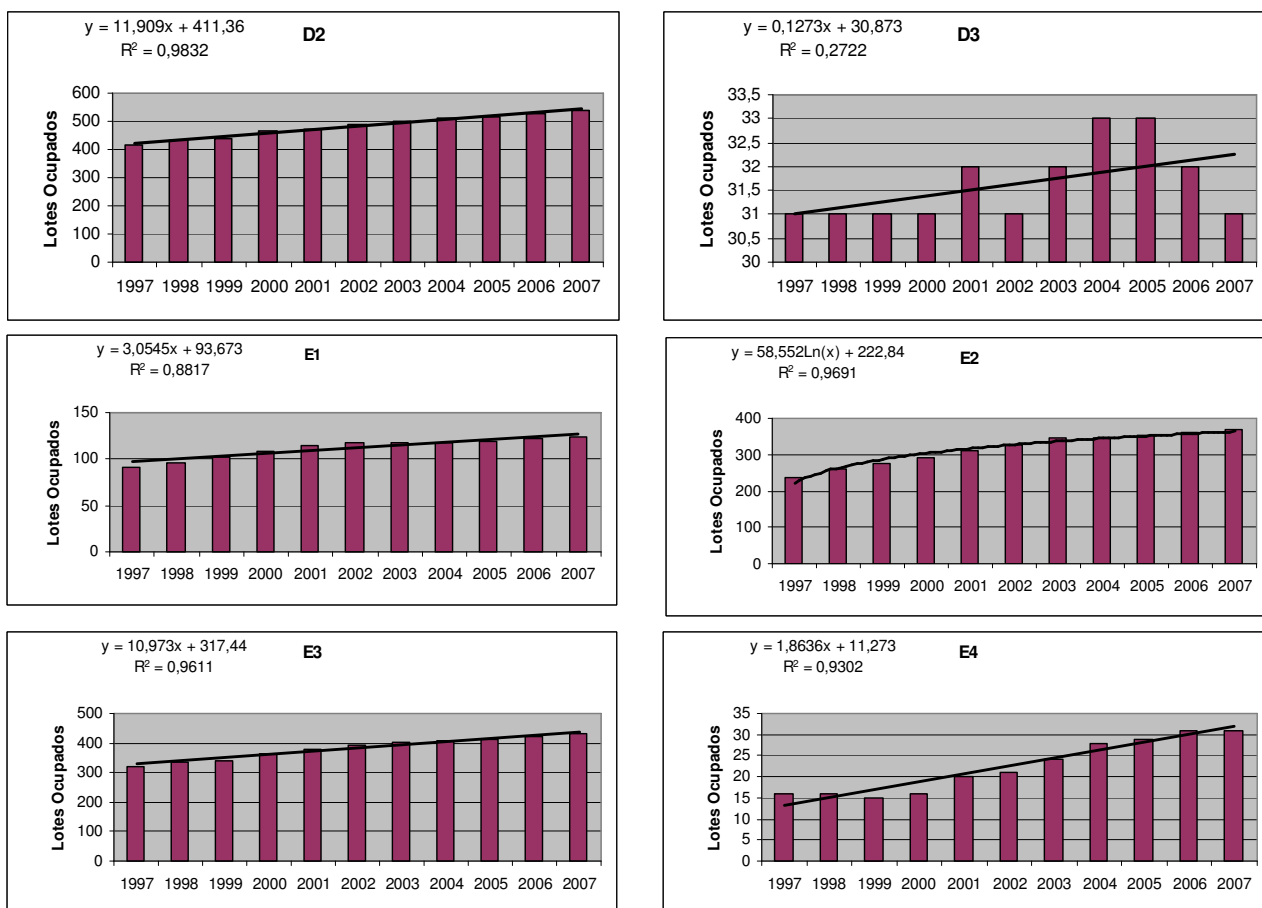 y = 11,909x + 411,36
R² = 0,9832
D2
Lotes Ocupados
600
500
400
300
200
100
0
1997 1998 1999 2000 2001 2002 2003 2004 2005 2006 2007
y = 0,1273x + 30,873
R² = 0,2722
D3
Lotes Ocupados
33,5
33
32,5
32
31,5
31
30,5
30
1997 1998 1999 2000 2001 2002 2003 2004 2005 2006 2007
y = 3,0545x + 93,673
R² = 0,8817
E1
Lotes Ocupados
150
100
50
0
1997 1998 1999 2000 2001 2002 2003 2004 2005 2006 2007
y = 58,552Ln(x) + 222,84
R² = 0,9691
E2
Lotes Ocupados
400
300
200
100
0
1997 1998 1999 2000 2001 2002 2003 2004 2005 2006 2007
y = 10,973x + 317,44
R² = 0,9611
E3
Lotes Ocupados
500
400
300
200
100
0
1997 1998 1999 2000 2001 2002 2003 2004 2005 2006 2007
y = 1,8636x + 11,273
R² = 0,9302
E4
Lotes Ocupados
35
30
25
20
15
10
5
0
1997 1998 1999 2000 2001 2002 2003 2004 2005 2006 2007